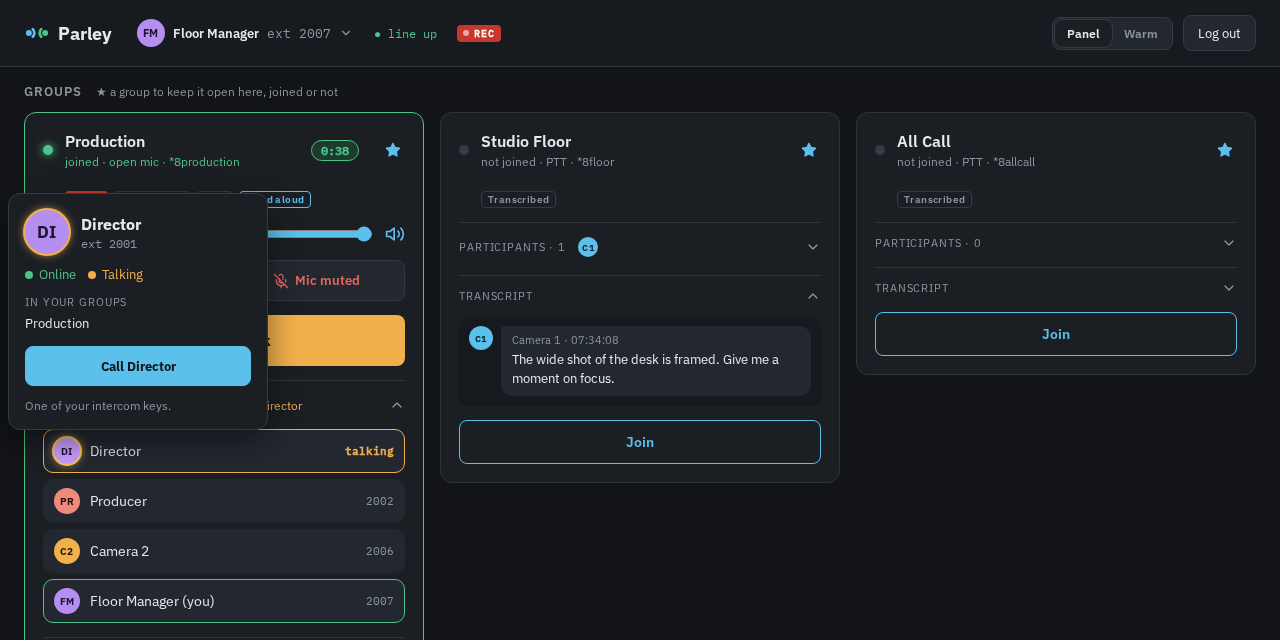 Parley
FM Floor Manager ext 2007
line up
REC
Panel Warm
Log out
GROUPS ★ a group to keep it open here, joined or not
Production
joined · open mic · *8production
0:38
aloud
DI
Director
ext 2001
Online Talking
IN YOUR GROUPS
Production
Call Director
One of your intercom keys.
Mic muted
DI Director talking
PR Producer 2002
C2 Camera 2 2006
FM Floor Manager (you) 2007
Studio Floor
not joined · PTT · *8floor
Transcribed
PARTICIPANTS · 1 C1
TRANSCRIPT
C1
Camera 1 · 07:34:08
The wide shot of the desk is framed. Give me a
moment on focus.
Join
All Call
not joined · PTT · *8allcall
Transcribed
PARTICIPANTS · 0
TRANSCRIPT
Join